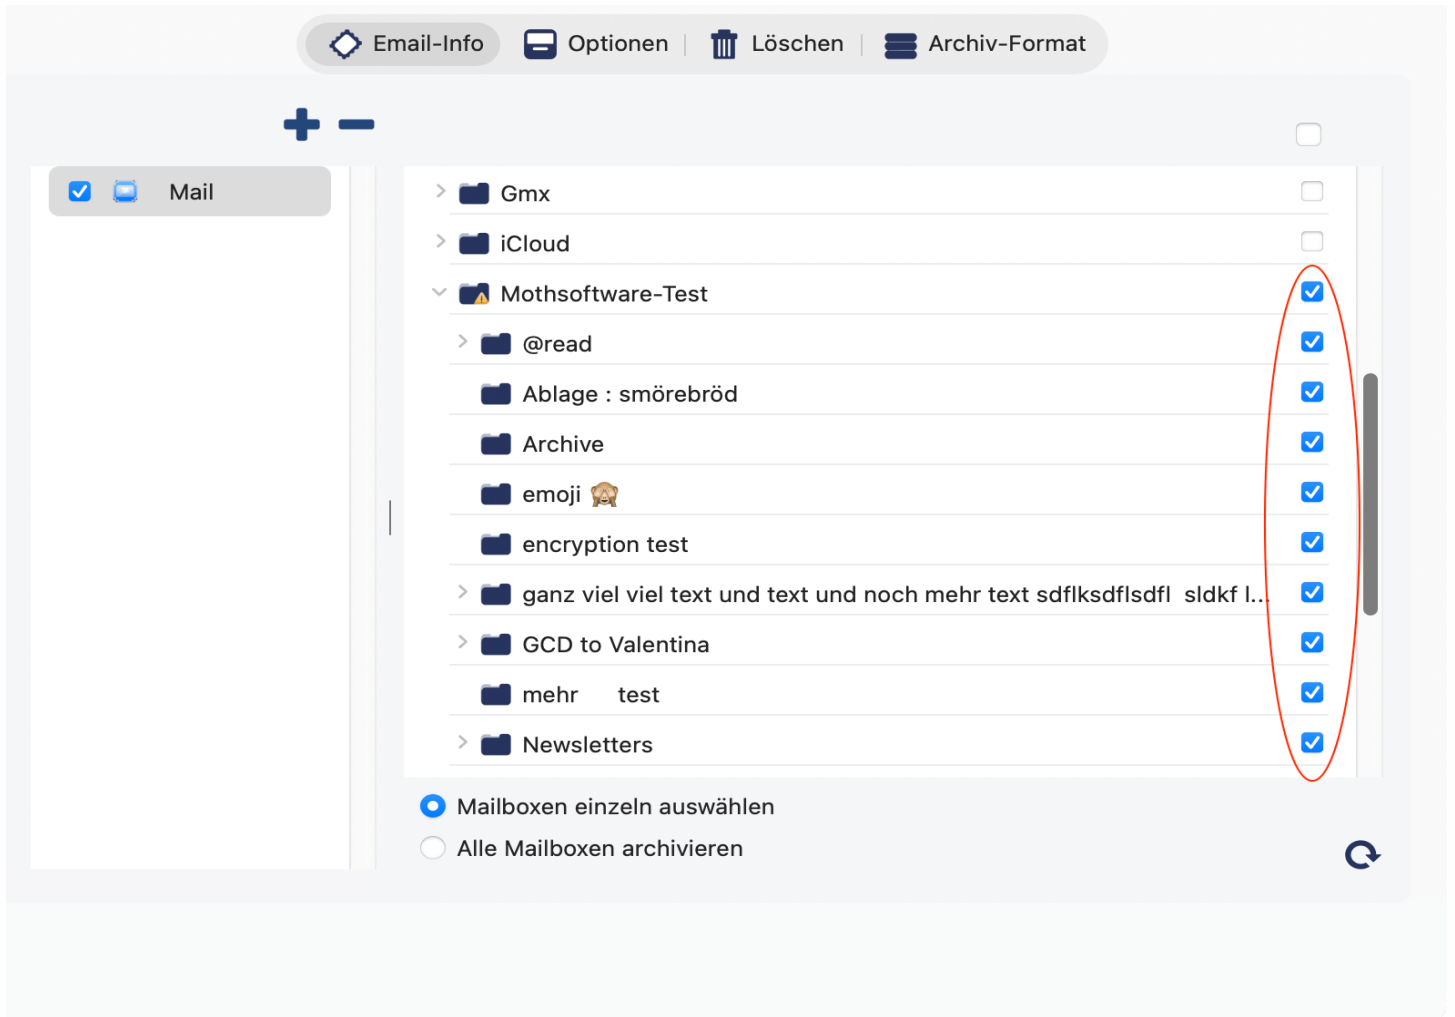 Email-Info Optionen Löschen Archiv-Format
Mail
Gmx
iCloud
Mothsoftware-Test
@read
Ablage : smörebröd
Archive
emoji 🙈
encryption test
ganz viel viel text und text und noch mehr text sdflksdflsdfl sldkf l...
GCD to Valentina
mehr test
Newsletters
Mailboxen einzeln auswählen
Alle Mailboxen archivieren